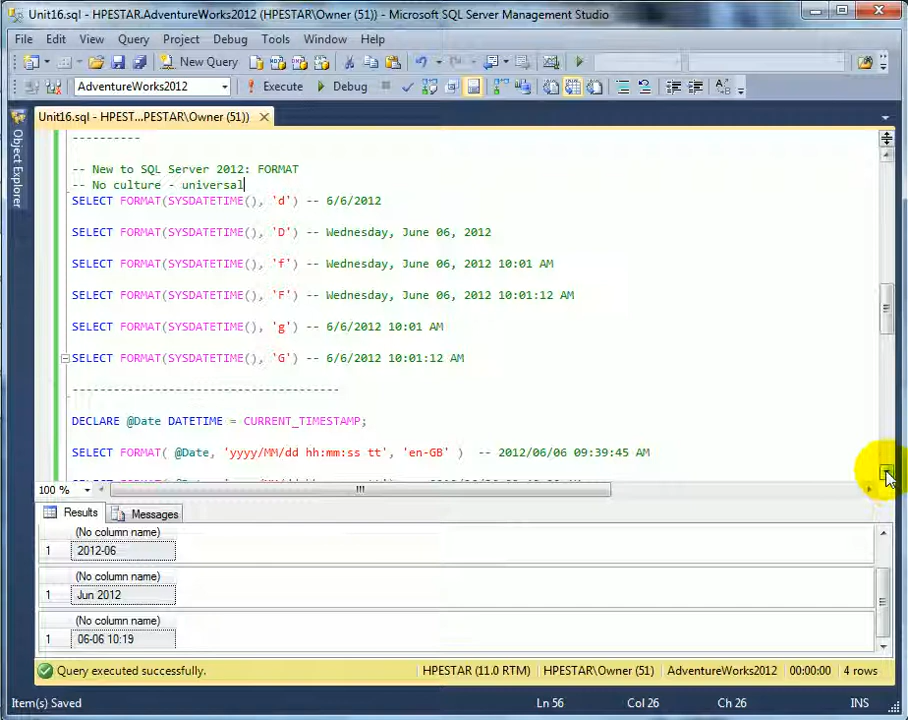 Unit16.sql - HPESTAR.AdventureWorks2012 (HPESTAR\Owner (51)) - Microsoft SQL Server Management Studio
File Edit View Query Project Debug Tools Window Help
New Query
AdventureWorks2012 Execute Debug
Unit16.sql - HPEST...PESTAR\Owner (51))
Object Explorer
----------
-- New to SQL Server 2012: FORMAT
-- No culture - universal
SELECT FORMAT(SYSDATETIME(), 'd') -- 6/6/2012
SELECT FORMAT(SYSDATETIME(), 'D') -- Wednesday, June 06, 2012
SELECT FORMAT(SYSDATETIME(), 'f') -- Wednesday, June 06, 2012 10:01 AM
SELECT FORMAT(SYSDATETIME(), 'F') -- Wednesday, June 06, 2012 10:01:12 AM
SELECT FORMAT(SYSDATETIME(), 'g') -- 6/6/2012 10:01 AM
SELECT FORMAT(SYSDATETIME(), 'G') -- 6/6/2012 10:01:12 AM
---------------------------------------
DECLARE @Date DATETIME = CURRENT_TIMESTAMP;
SELECT FORMAT( @Date, 'yyyy/MM/dd hh:mm:ss tt', 'en-GB' ) -- 2012/06/06 09:39:45 AM
100 %
Results Messages
(No column name)
1 2012-06
(No column name)
1 Jun 2012
(No column name)
1 06-06 10:19
Query executed successfully. HPESTAR (11.0 RTM) HPESTAR\Owner (51) AdventureWorks2012 00:00:00 4 rows
Item(s) Saved Ln 56 Col 26 Ch 26 INS